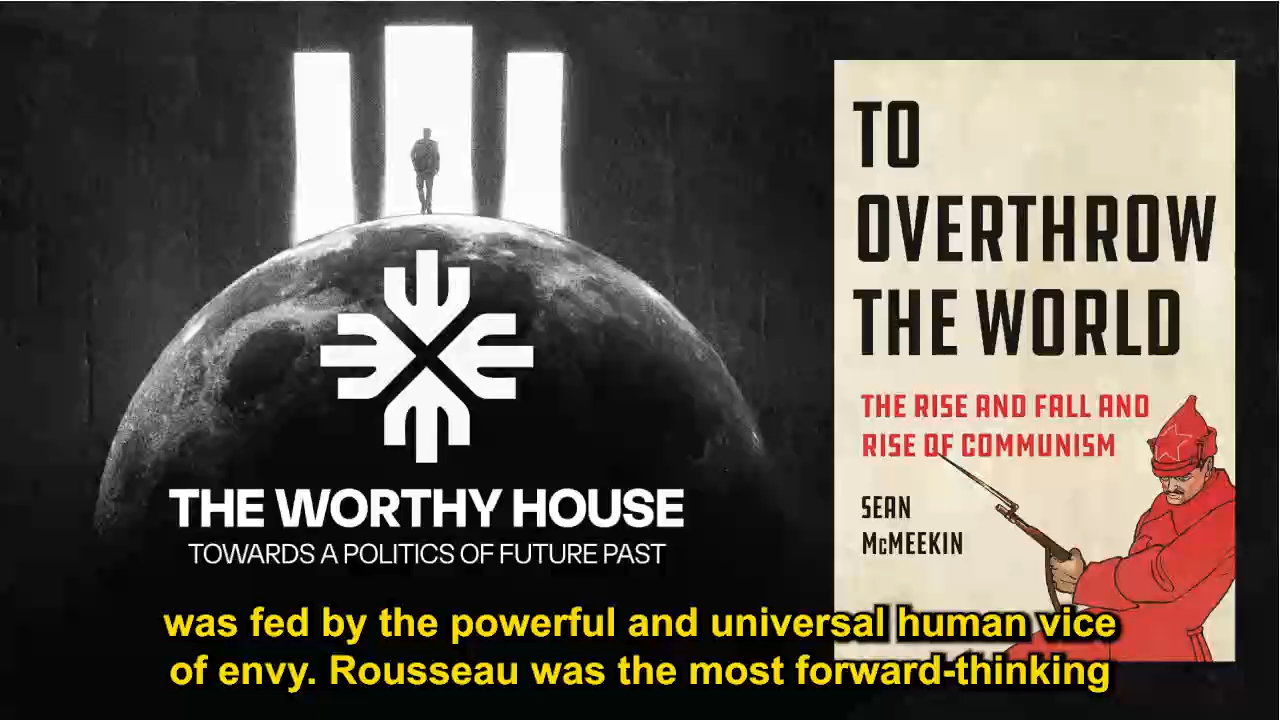 TO
OVERTHROW
THE WORLD
THE RISE AND FALL AND
RISE OF COMMUNISM
SEAN
McMEEKIN
THE WORTHY HOUSE
TOWARDS A POLITICS OF FUTURE PAST
was fed by the powerful and universal human vice
of envy. Rousseau was the most forward-thinking